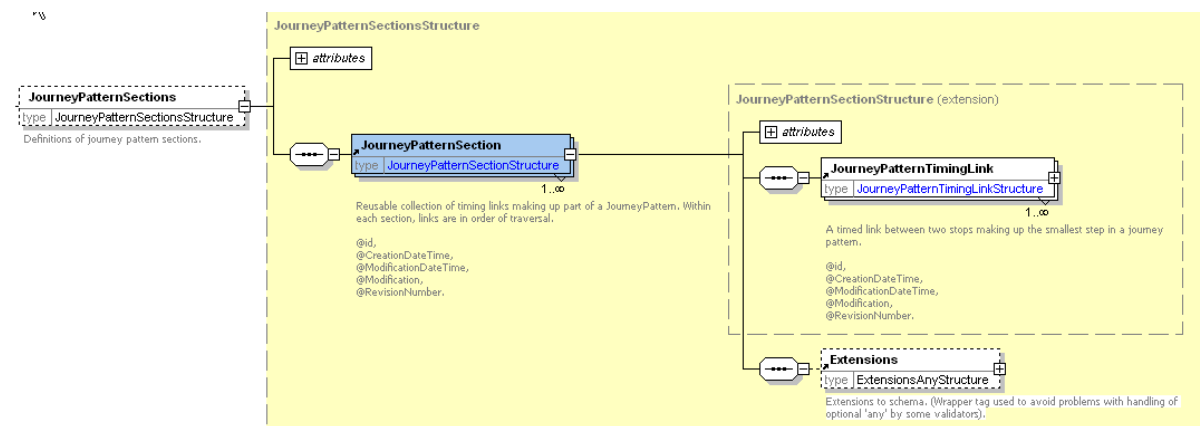 JourneyPatternSectionsStructure
attributes
JourneyPatternSections
type JourneyPatternSectionsStructure
Definitions of journey pattern sections.
JourneyPatternSection
type JourneyPatternSectionStructure
1..∞
Reusable collection of timing links making up part of a JourneyPattern. Within
each section, links are in order of traversal.
@id,
@CreationDateTime,
@ModificationDateTime,
@Modification,
@RevisionNumber.
JourneyPatternSectionStructure (extension)
attributes
JourneyPatternTimingLink
type JourneyPatternTimingLinkStructure
1..∞
A timed link between two stops making up the smallest step in a journey
pattern.
@id,
@CreationDateTime,
@ModificationDateTime,
@Modification,
@RevisionNumber.
Extensions
type ExtensionsAnyStructure
Extensions to schema. (Wrapper tag used to avoid problems with handling of
optional 'any' by some validators).